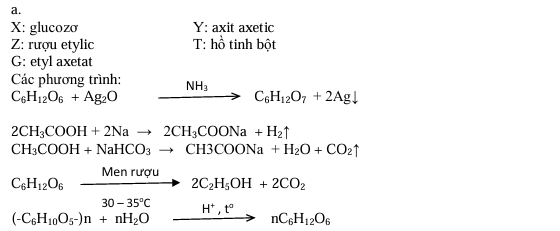 a.
X: glucozơ Y: axit axetic
Z: rượu etylic T: hồ tinh bột
G: etyl axetat
Các phương trình:
C₆H₁₂O₆ + Ag₂O NH₃ → C₆H₁₂O₇ + 2Ag↓
2CH₃COOH + 2Na → 2CH₃COONa + H₂↑
CH₃COOH + NaHCO₃ → CH3COONa + H₂O + CO₂↑
C₆H₁₂O₆ Men rượu → 2C₂H₅OH + 2CO₂
30 – 35°C
(-C₆H₁₀O₅-)n + nH₂O H⁺ , t° → nC₆H₁₂O₆